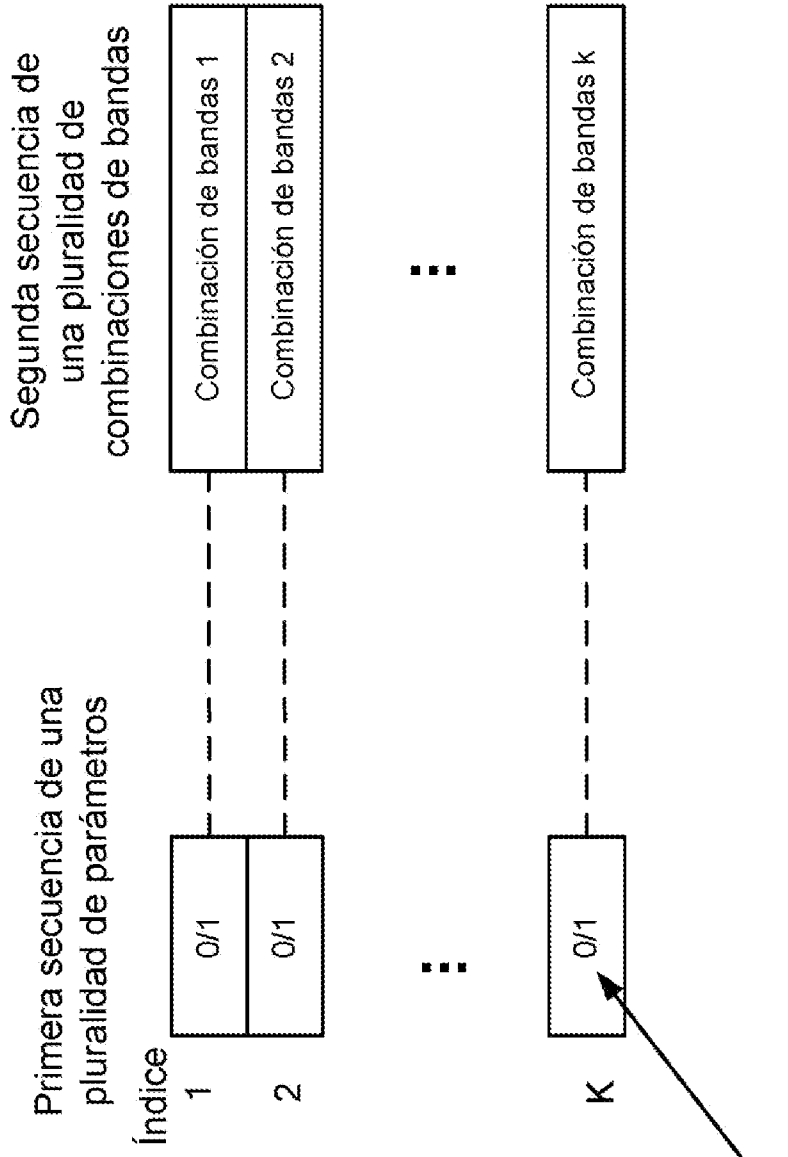 Primera secuencia de una
pluralidad de parámetros
Segunda secuencia de
una pluralidad de
combinaciones de bandas
Índice
1
0/1
Combinación de bandas 1
2
0/1
Combinación de bandas 2
...
...
K
0/1
Combinación de bandas k